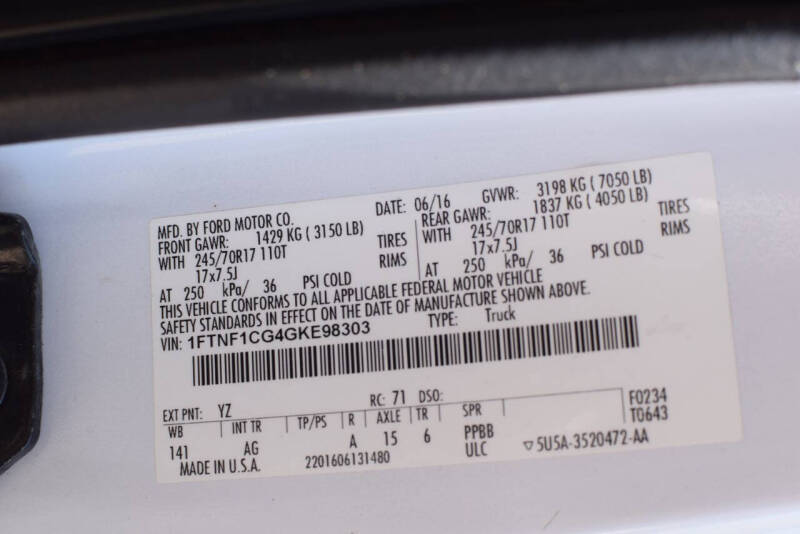 MFD. BY FORD MOTOR CO.
DATE: 06/16 GVWR: 3198 KG ( 7050 LB)
FRONT GAWR: 1429 KG ( 3150 LB)
REAR GAWR: 1837 KG ( 4050 LB)
WITH 245/70R17 110T TIRES
WITH 245/70R17 110T TIRES
17x7.5J RIMS
17x7.5J RIMS
AT 250 kPa/ 36 PSI COLD
AT 250 kPa/ 36 PSI COLD
THIS VEHICLE CONFORMS TO ALL APPLICABLE FEDERAL MOTOR VEHICLE
SAFETY STANDARDS IN EFFECT ON THE DATE OF MANUFACTURE SHOWN ABOVE.
VIN: 1FTNF1CG4GKE98303 TYPE: Truck
EXT PNT: YZ RC: 71 DSO:
WB INT TR TP/PS R AXLE TR SPR
141 AG A 15 6 PPBB
ULC
F0234
T0643
MADE IN U.S.A. 2201606131480
▽5U5A-3520472-AA